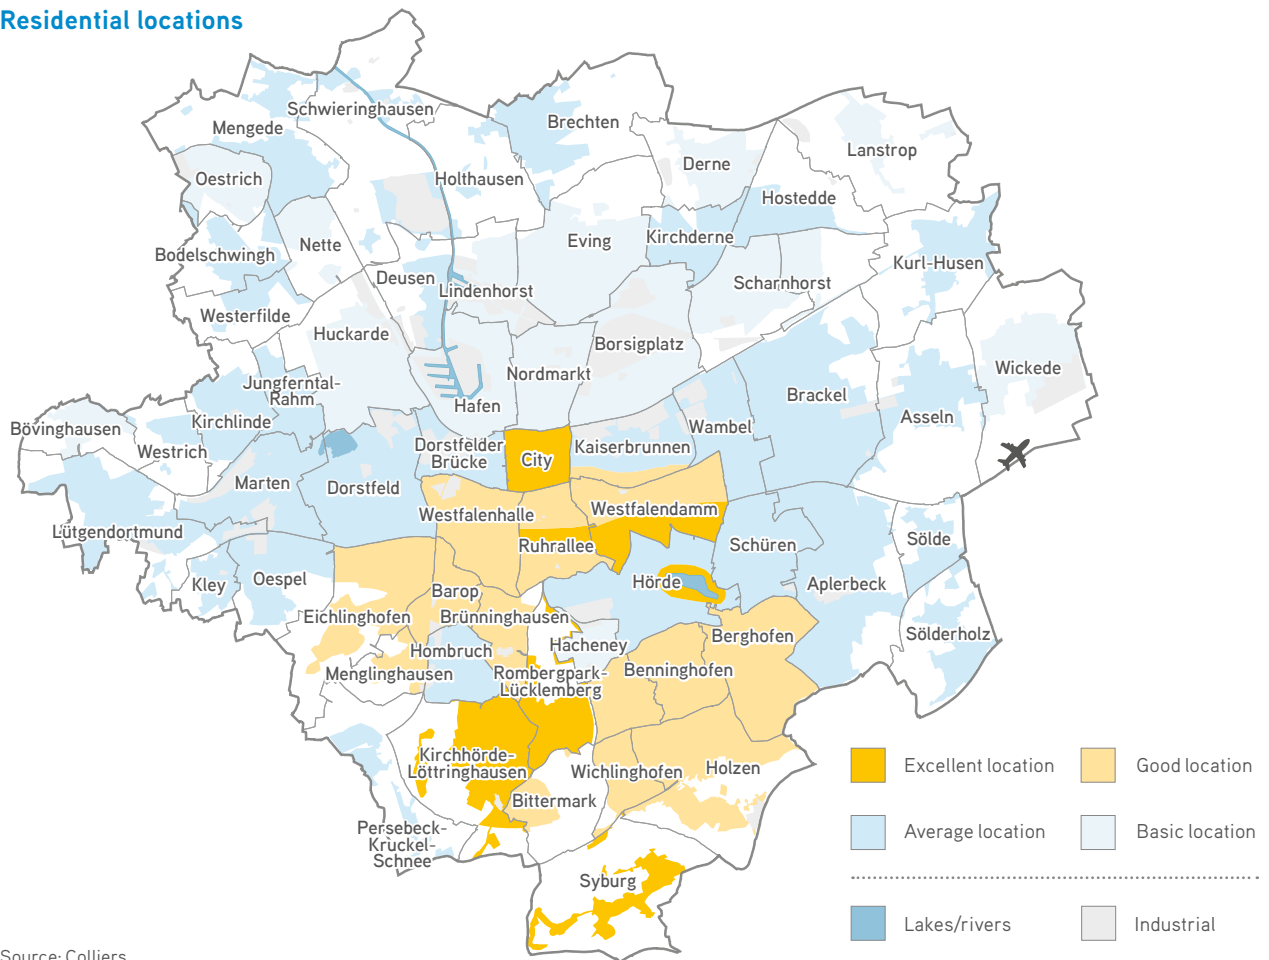 Residential locations
Schwieringhausen
Mengede
Brechten
Lanstrop
Derne
Oestrich
Holthausen
Hostedde
Kirchderne
Eving
Nette
Bodelschwingh
Kurl-Husen
Deusen
Scharnhorst
Lindenhorst
Westerfilde
Huckarde
Borsigplatz
Wickede
Nordmarkt
Jungferntal-
Rahm
Brackel
Hafen
Asseln
Kirchlinde
Bövinghausen
Wambel
Westrich
Dorstfelder
Brücke
City
Kaiserbrunnen
Marten
Dorstfeld
Westfalenhalle
Westfalendamm
Lütgendortmund
Sölde
Ruhrallee
Schüren
Oespel
Kley
Hörde
Aplerbeck
Barop
Eichlinghofen
Brünninghausen
Berghofen
Sölderholz
Hacheney
Hombruch
Menglinghausen
Rombergpark-
Lücklemberg
Benninghofen
Kirchhörde-
Löttringhausen
Wichlinghofen
Holzen
Bittermark
Persebeck-
Kruckel-
Schnee
Syburg
Excellent location
Good location
Average location
Basic location
Lakes/rivers
Industrial
Source: Colliers